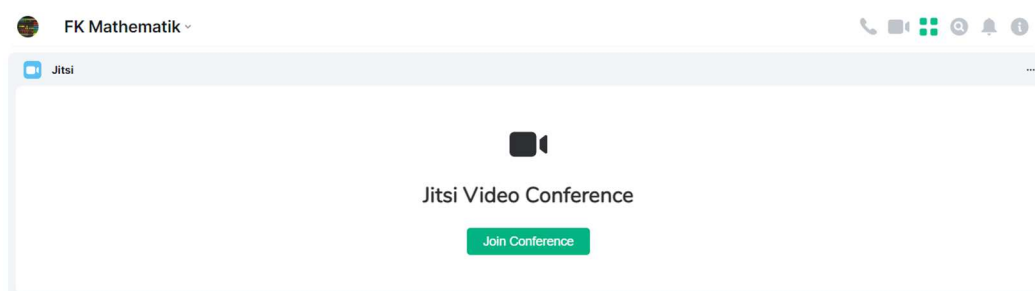 FK Mathematik
Jitsi
Jitsi Video Conference
Join Conference